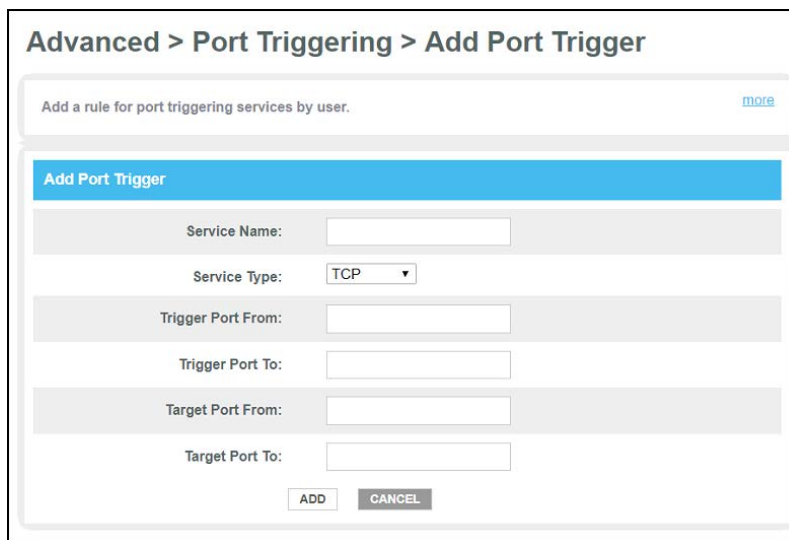 Advanced > Port Triggering > Add Port Trigger
Add a rule for port triggering services by user.
more
Add Port Trigger
Service Name:
Service Type: TCP
Trigger Port From:
Trigger Port To:
Target Port From:
Target Port To:
ADD CANCEL